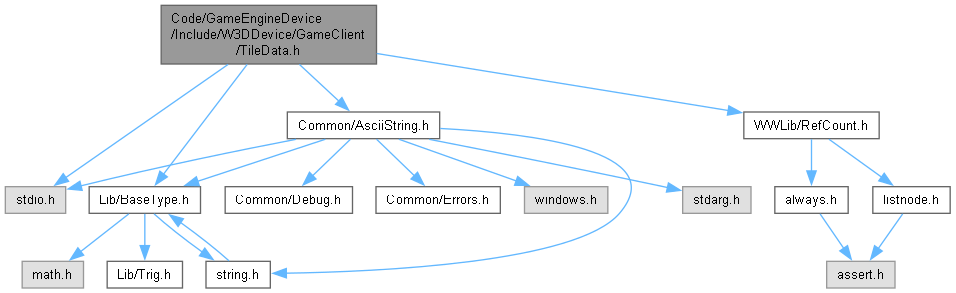 Code/GameEngineDevice
/Include/W3DDevice/GameClient
/TileData.h
Common/AsciiString.h
WWLib/RefCount.h
stdio.h
Lib/BaseType.h
Common/Debug.h
Common/Errors.h
windows.h
stdarg.h
always.h
listnode.h
math.h
Lib/Trig.h
string.h
assert.h